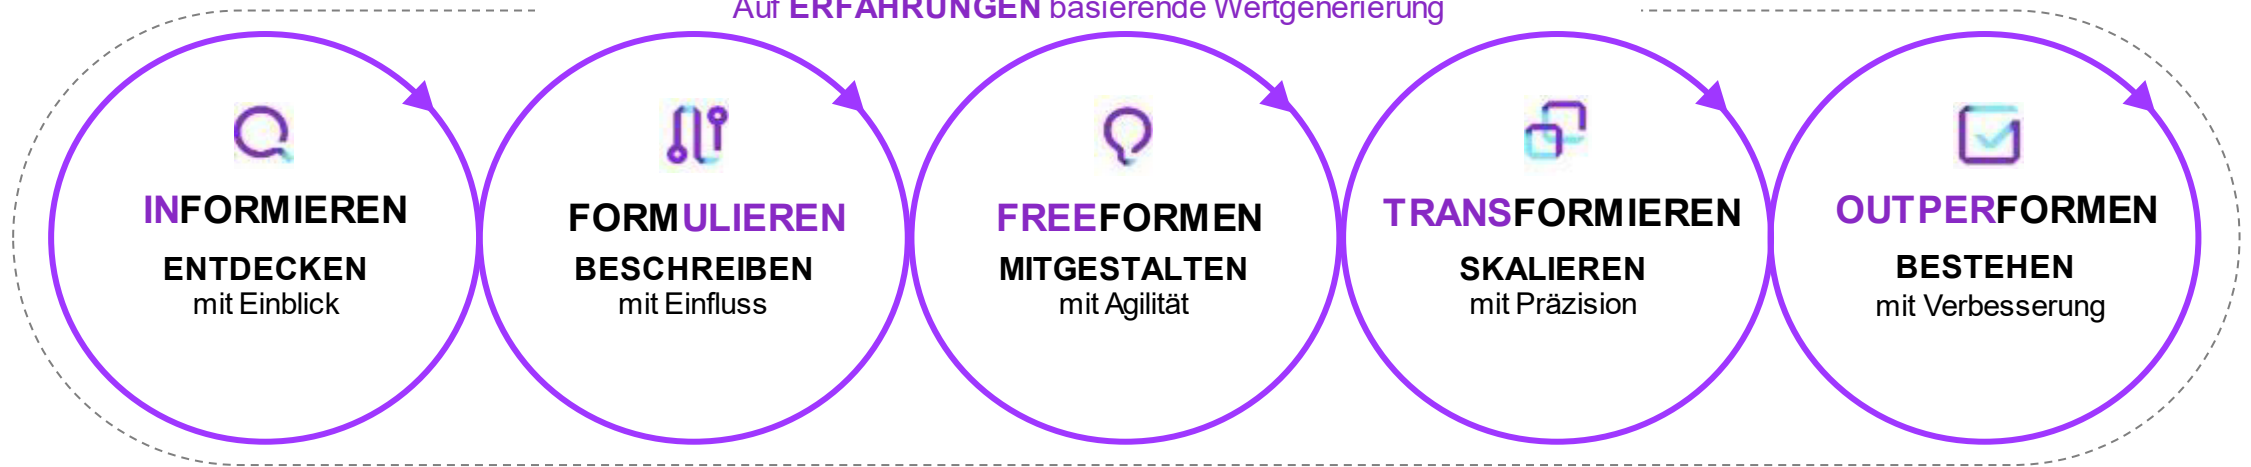 Auf ERFAHRUNGEN basierende Wertgenerierung
INFORMIEREN
ENTDECKEN
mit Einblick
FORMULIEREN
BESCHREIBEN
mit Einfluss
FREEFORMEN
MITGESTALTEN
mit Agilität
TRANSFORMIEREN
SKALIEREN
mit Präzision
OUTPERFORMEN
BESTEHEN
mit Verbesserung